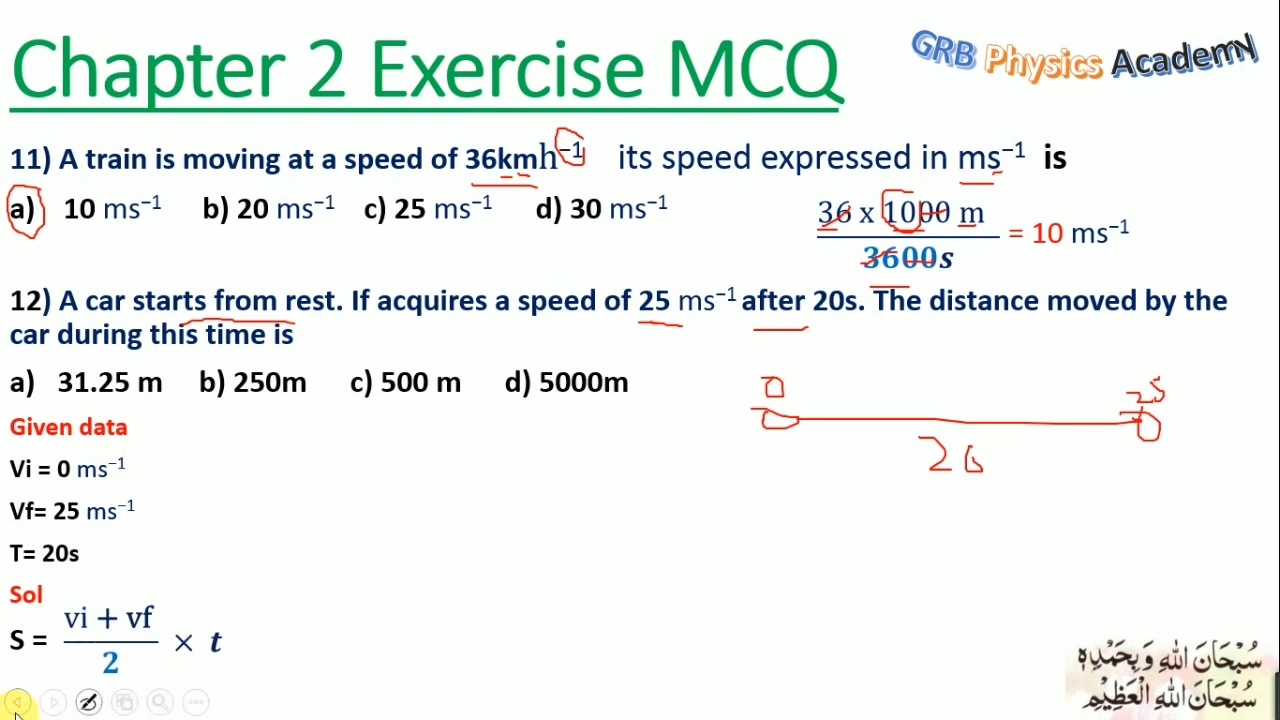 Chapter 2 Exercise MCQ
GRB Physics Academy
11) A train is moving at a speed of 36kmh⁻¹ its speed expressed in ms⁻¹ is
a) 10 ms⁻¹ b) 20 ms⁻¹ c) 25 ms⁻¹ d) 30 ms⁻¹
36 x 1000 m
3600s
= 10 ms⁻¹
12) A car starts from rest. If acquires a speed of 25 ms⁻¹ after 20s. The distance moved by the
car during this time is
a) 31.25 m b) 250m c) 500 m d) 5000m
0 25
20
Given data
Vi = 0 ms⁻¹
Vf= 25 ms⁻¹
T= 20s
Sol
S = vi + vf / 2 × t
سُبْحَانَ اللّٰهِ وَبِحَمْدِهٖ
سُبْحَانَ اللّٰهِ الْعَظِيْمِ